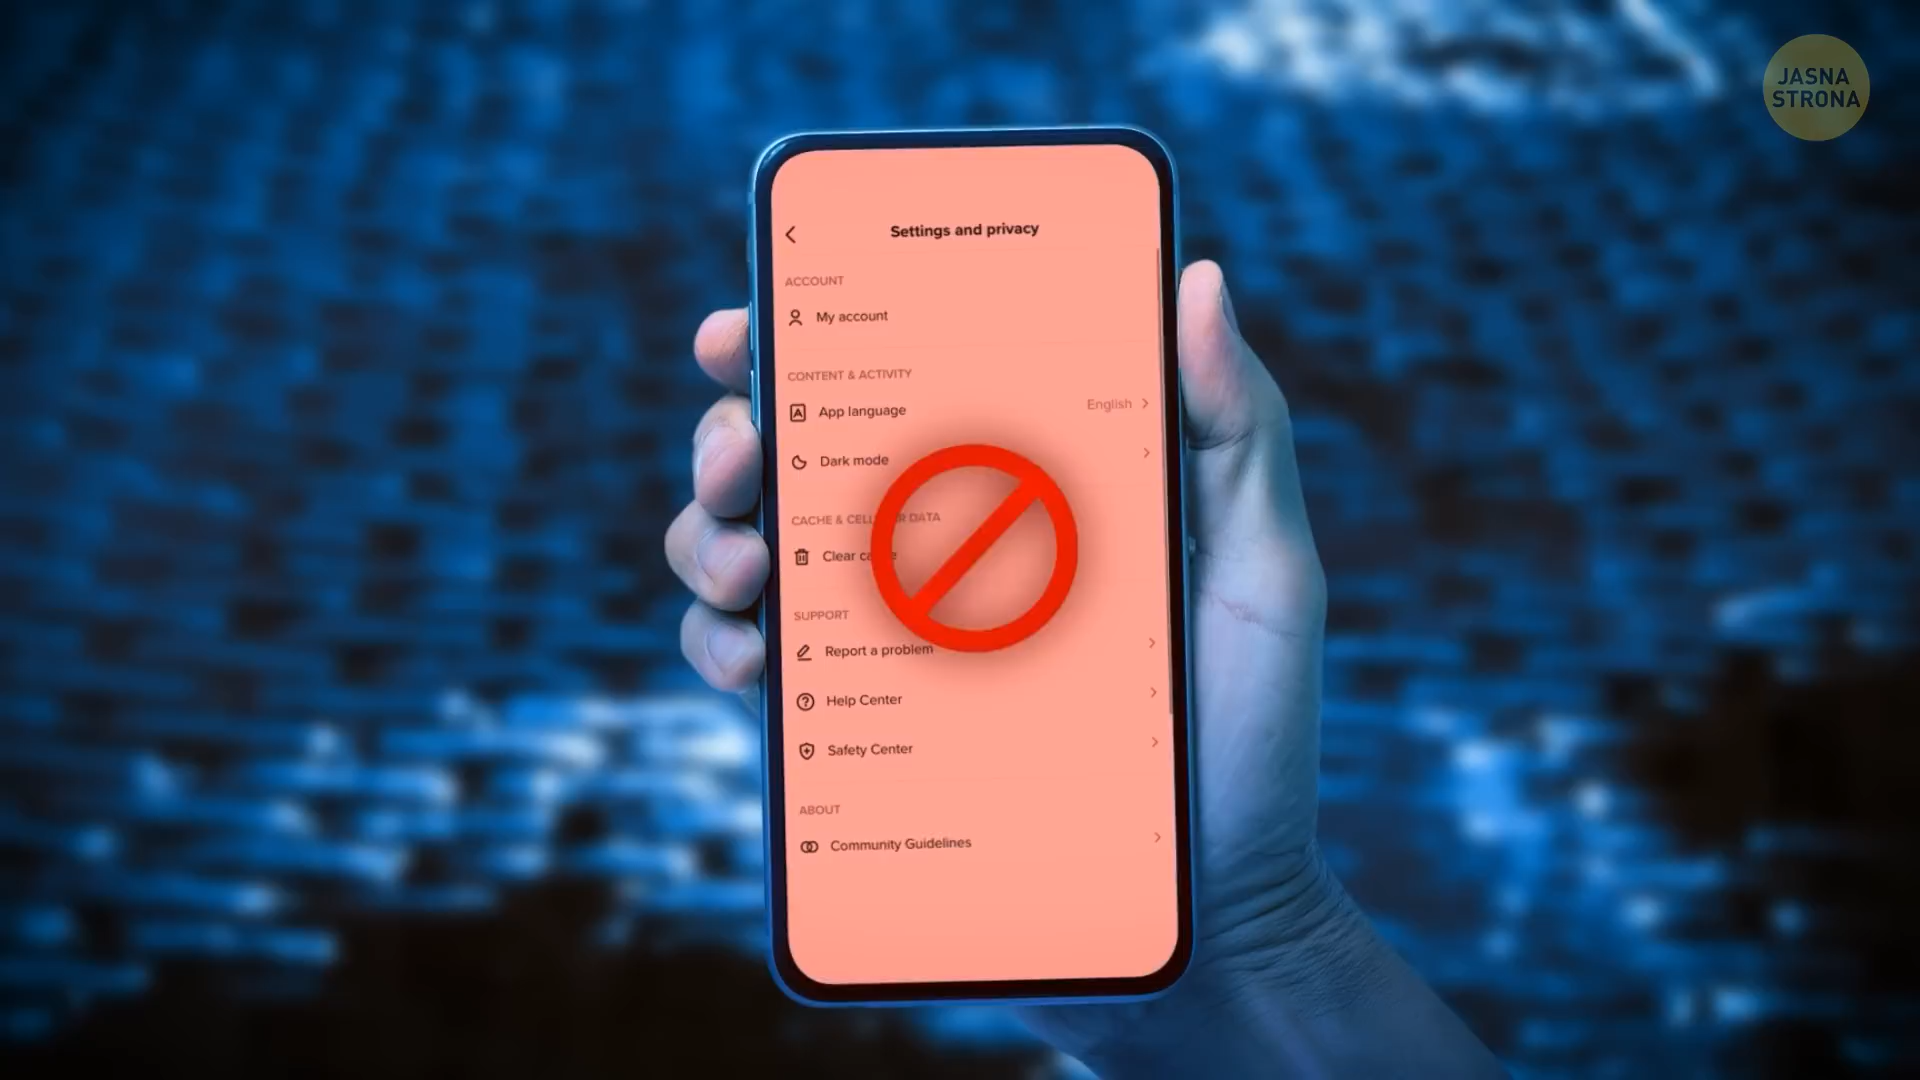 JASNA
STRONA
Settings and privacy
ACCOUNT
My account
CONTENT & ACTIVITY
App language
English
Dark mode
CACHE & DATA
Clear
SUPPORT
Report a problem
Help Center
Safety Center
ABOUT
Community Guidelines